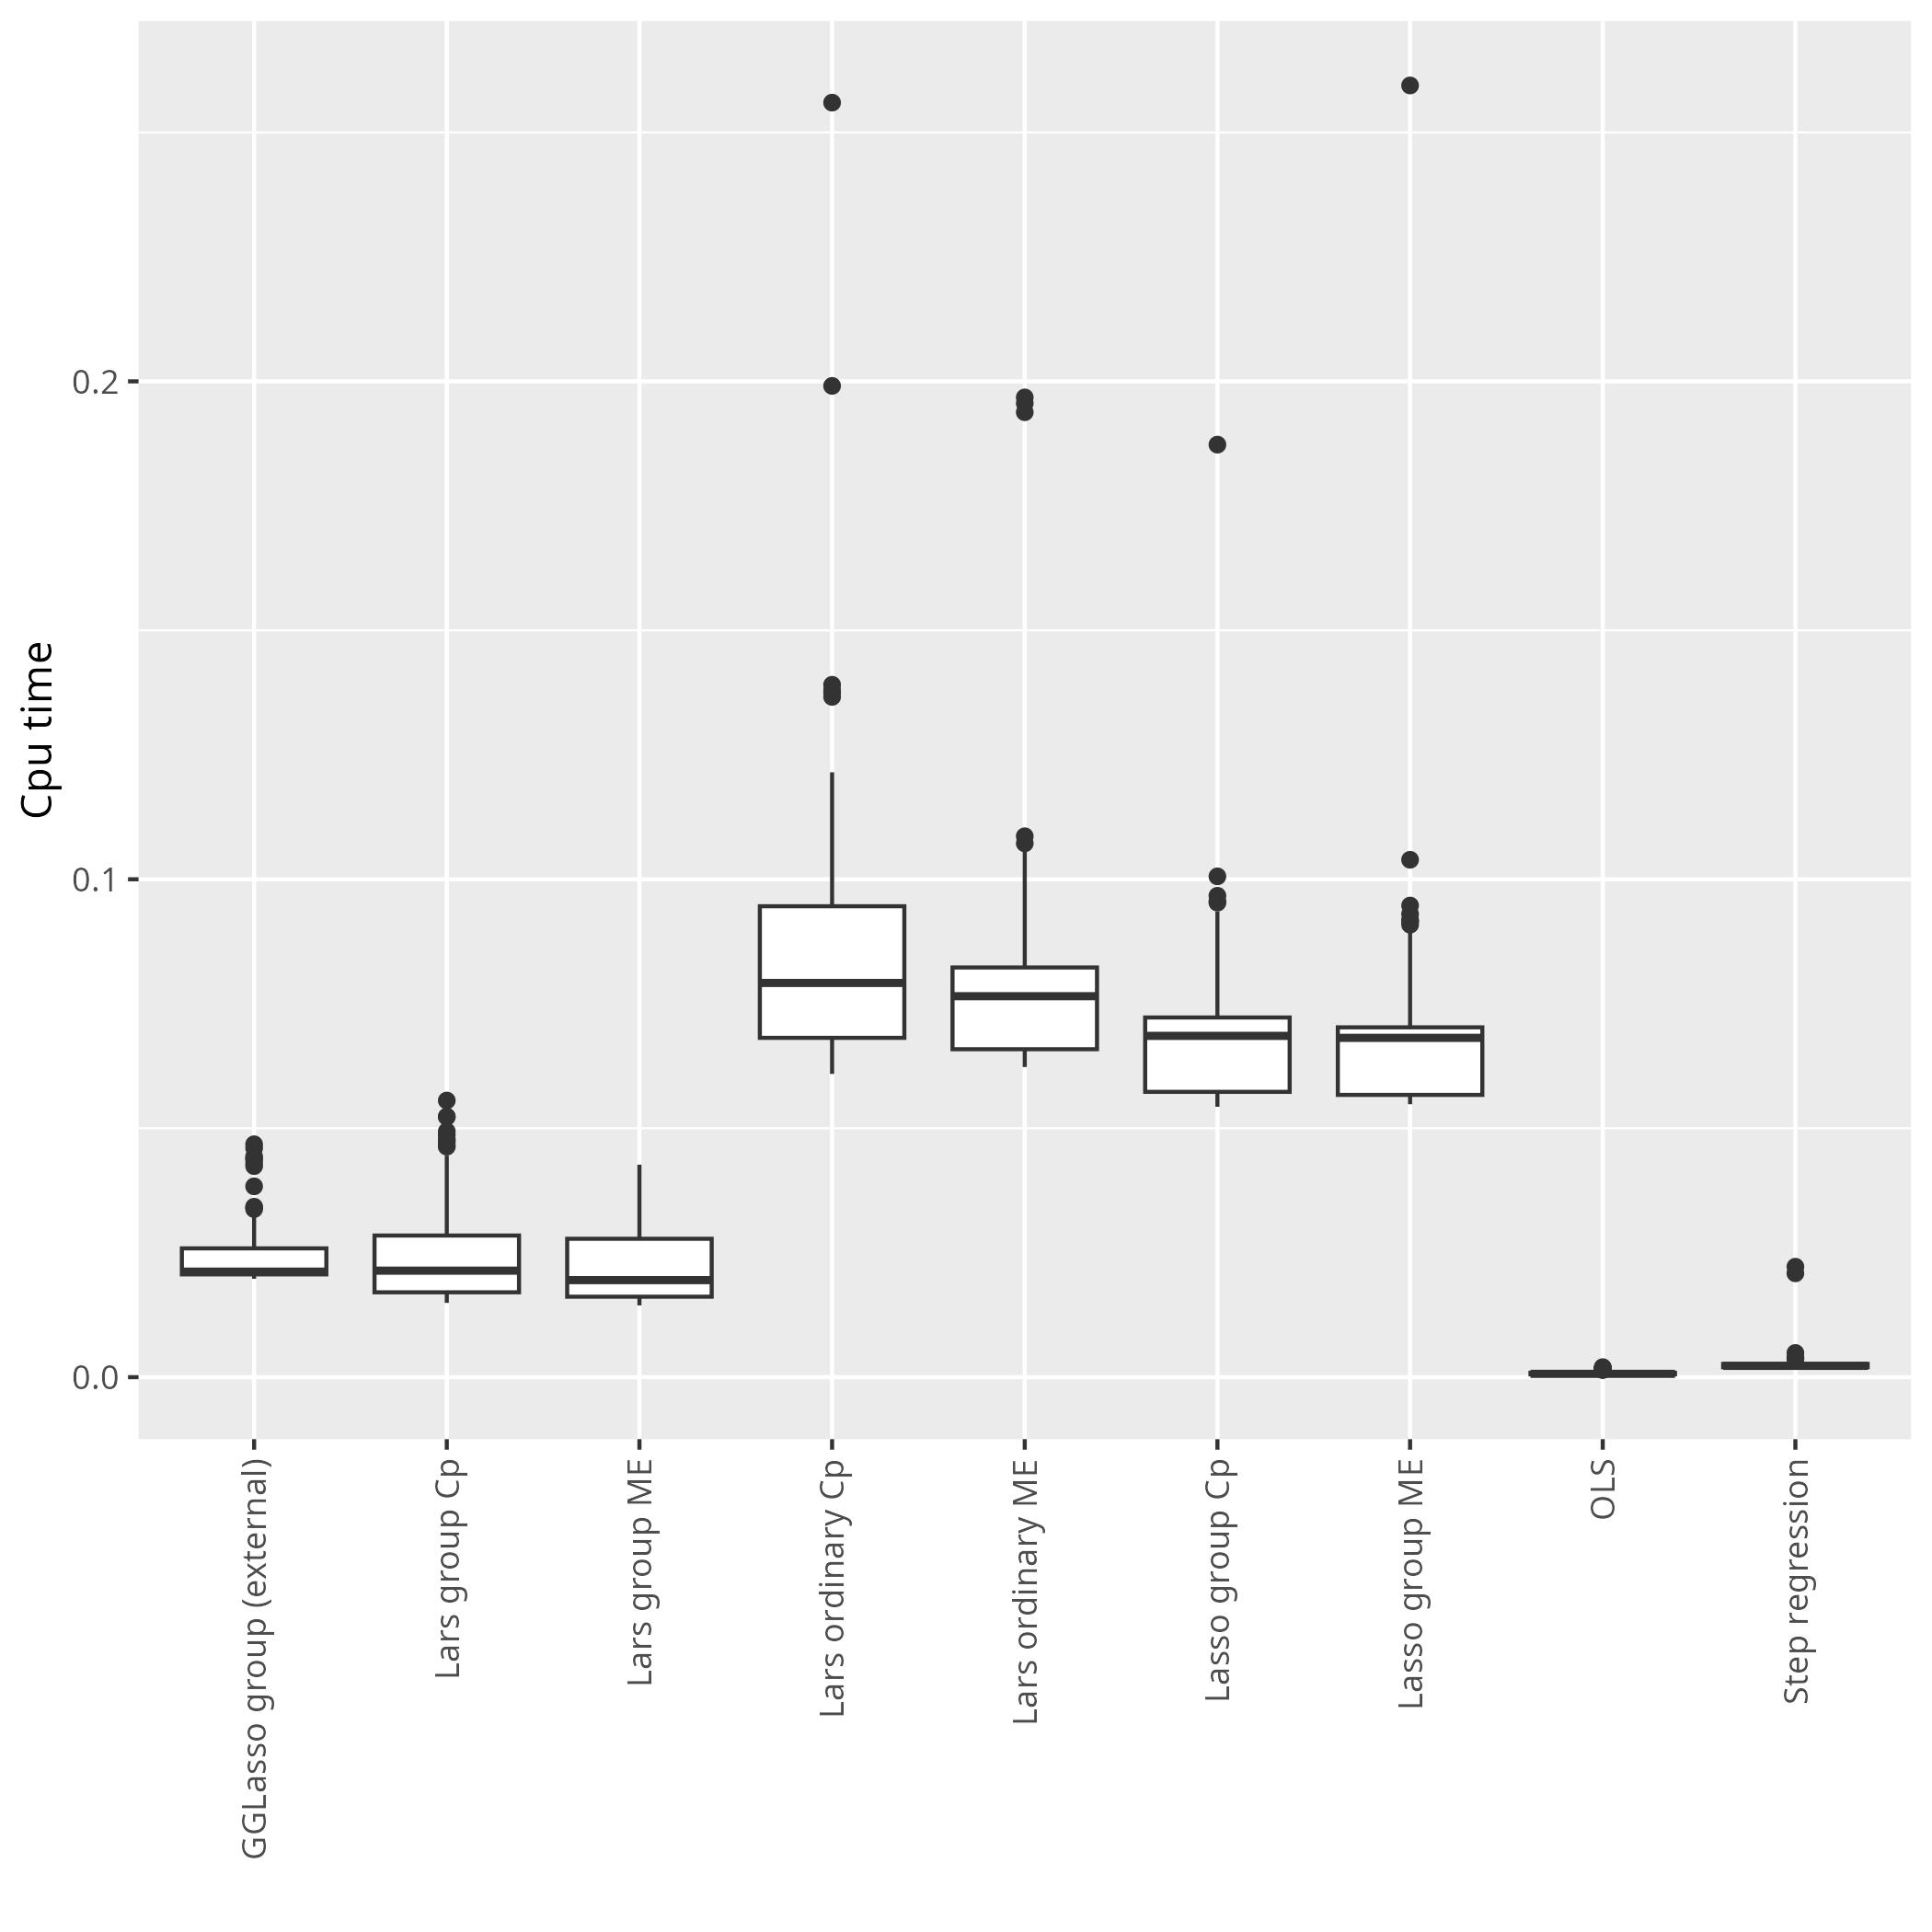 Cpu time
0.2
0.1
0.0
GGLasso group (external)
Lars group Cp
Lars group ME
Lars ordinary Cp
Lars ordinary ME
Lasso group Cp
Lasso group ME
OLS
Step regression